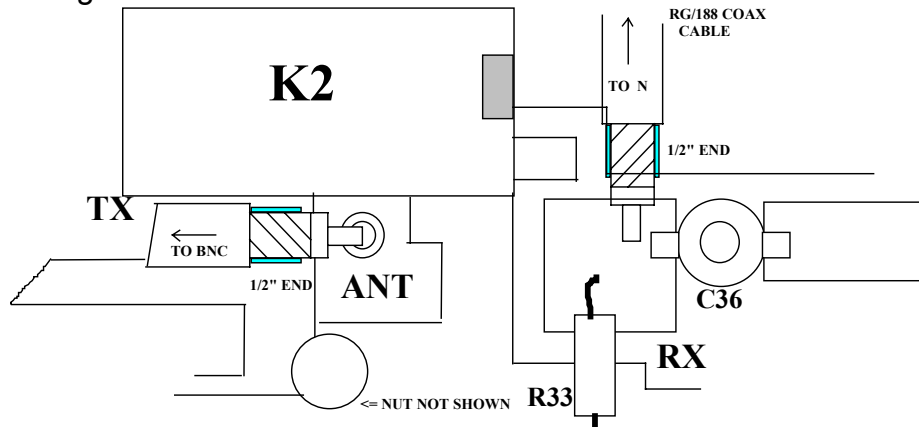 RG/188 COAX
CABLE
K2
TO N
1/2" END
TX
TO BNC
1/2" END
ANT
C36
RX
R33
<= NUT NOT SHOWN